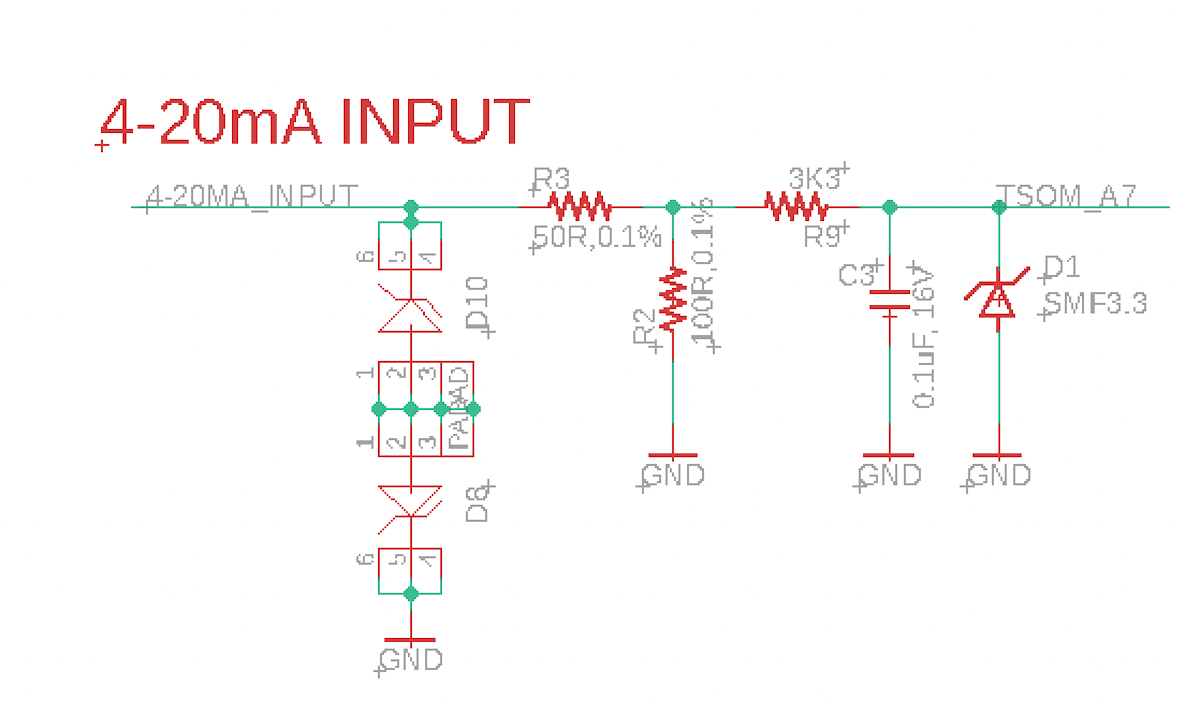 4-20mA INPUT
4-20MA_INPUT
R3
50R,0.1%
3K3
R9
TSOM_A7
6
5
4
D10
R2
100R,0.1%
C3
0.1uF, 16V
D1
SMF3.3
1
2
3
PAD
1
2
3
PAD
D8
6
5
4
GND
GND
GND
GND